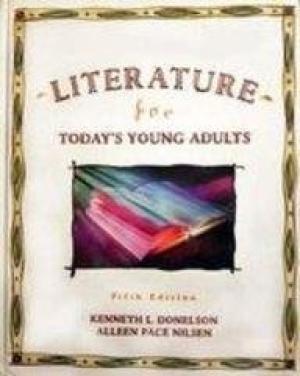 LITERATURE
for
TODAY'S YOUNG ADULTS
Fifth Edition
KENNETH L. DONELSON
ALLEEN PACE NILSEN